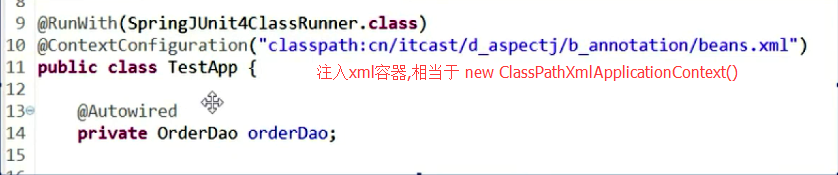 9 @RunWith(SpringJUnit4ClassRunner.class)
10 @ContextConfiguration("classpath:cn/itcast/d_aspectj/b_annotation/beans.xml")
11 public class TestApp {
注入xml容器,相当于 new ClassPathXmlApplicationContext()
12
13 @Autowired
14 private OrderDao orderDao;
15